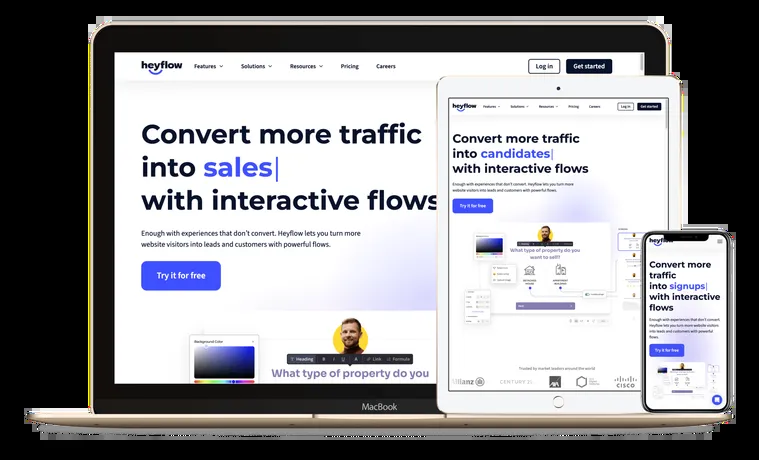 heyflow
Features Solutions Resources Pricing Careers
Log in Get started
Convert more traffic
into sales|
with interactive flows
Enough with experiences that don't convert. Heyflow lets you turn more
website visitors into leads and customers with powerful flows.
Try it for free
Background Color
Heading B I U A Link Formula
What type of property do you
MacBook
heyflow
Features Solutions Resources Pricing Careers
Log in Get started
Convert more traffic
into candidates|
with interactive flows
Enough with experiences that don't convert. Heyflow lets you turn more
website visitors into leads and customers with powerful flows.
Try it for free
What type of property do you
want to sell?
Trusted by market leaders around the world
Allianz CENTURY 21 AXA CISCO
heyflow
Convert more
traffic
into signups|
with interactive
flows
Enough with experiences that don't convert.
Heyflow lets you turn more website visitors
into leads and customers with powerful
flows.
Try it for free